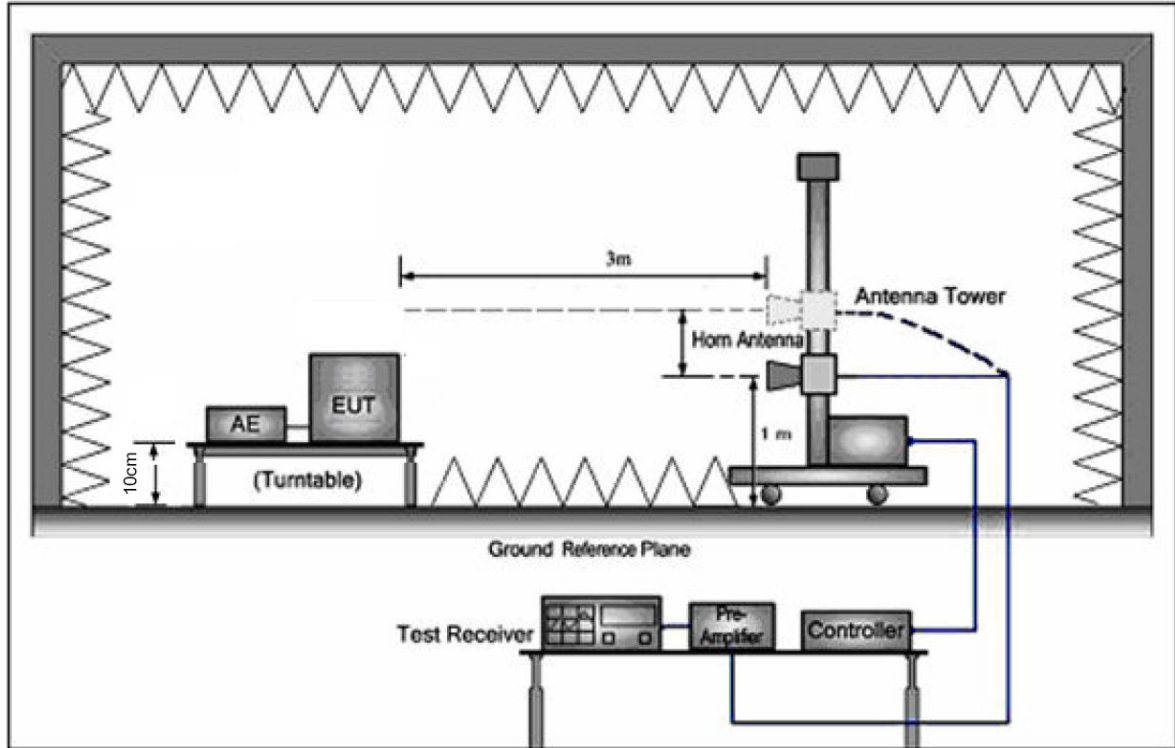 3m
Antenna Tower
Horn Antenna
EUT
AE
1 m
10cm
(Turntable)
Ground Reference Plane
Test Receiver
Pre-
Amplifier
Controller